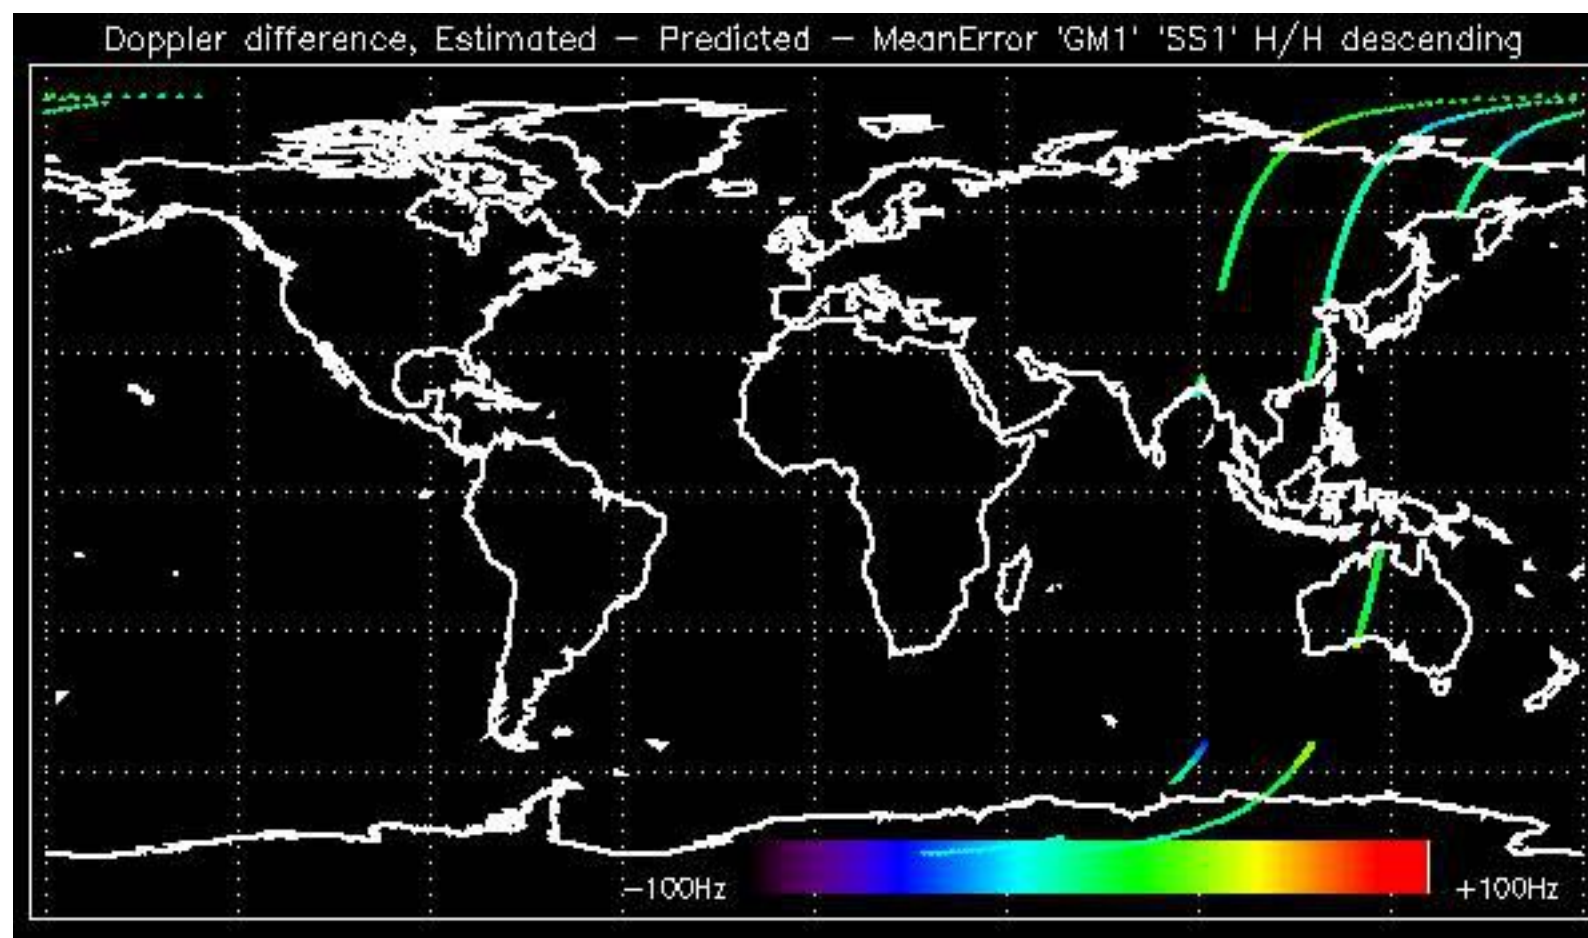 Doppler difference, Estimated - Predicted - MeanError 'GM1' 'SS1' H/H descending
-100Hz +100Hz